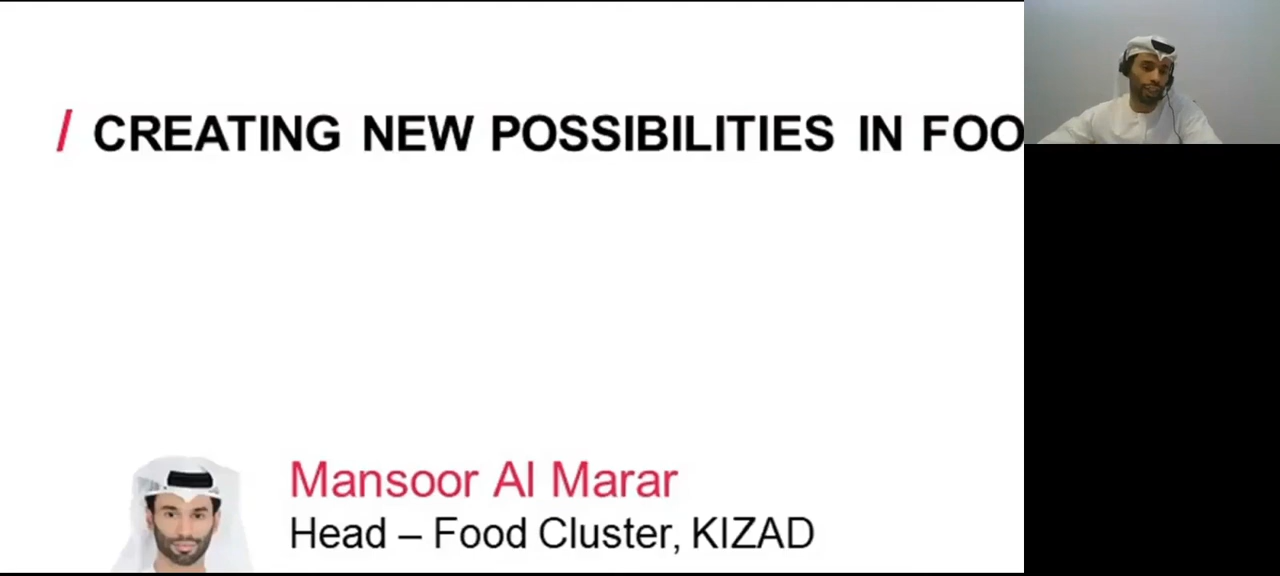 / CREATING NEW POSSIBILITIES IN FOO
Mansoor Al Marar
Head – Food Cluster, KIZAD